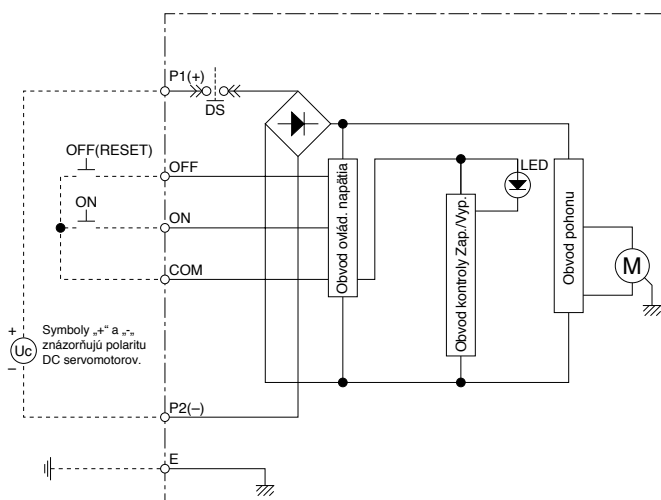 P1(+)
DS
OFF(RESET)
OFF
LED
ON
ON
COM
Obvod ovlád. napätia
Obvod kontroly Zap./Vyp.
Obvod pohonu
M
+
Uc
–
Symboly „+“ a „-„
znázorňujú polaritu
DC servomotorov.
P2(–)
E